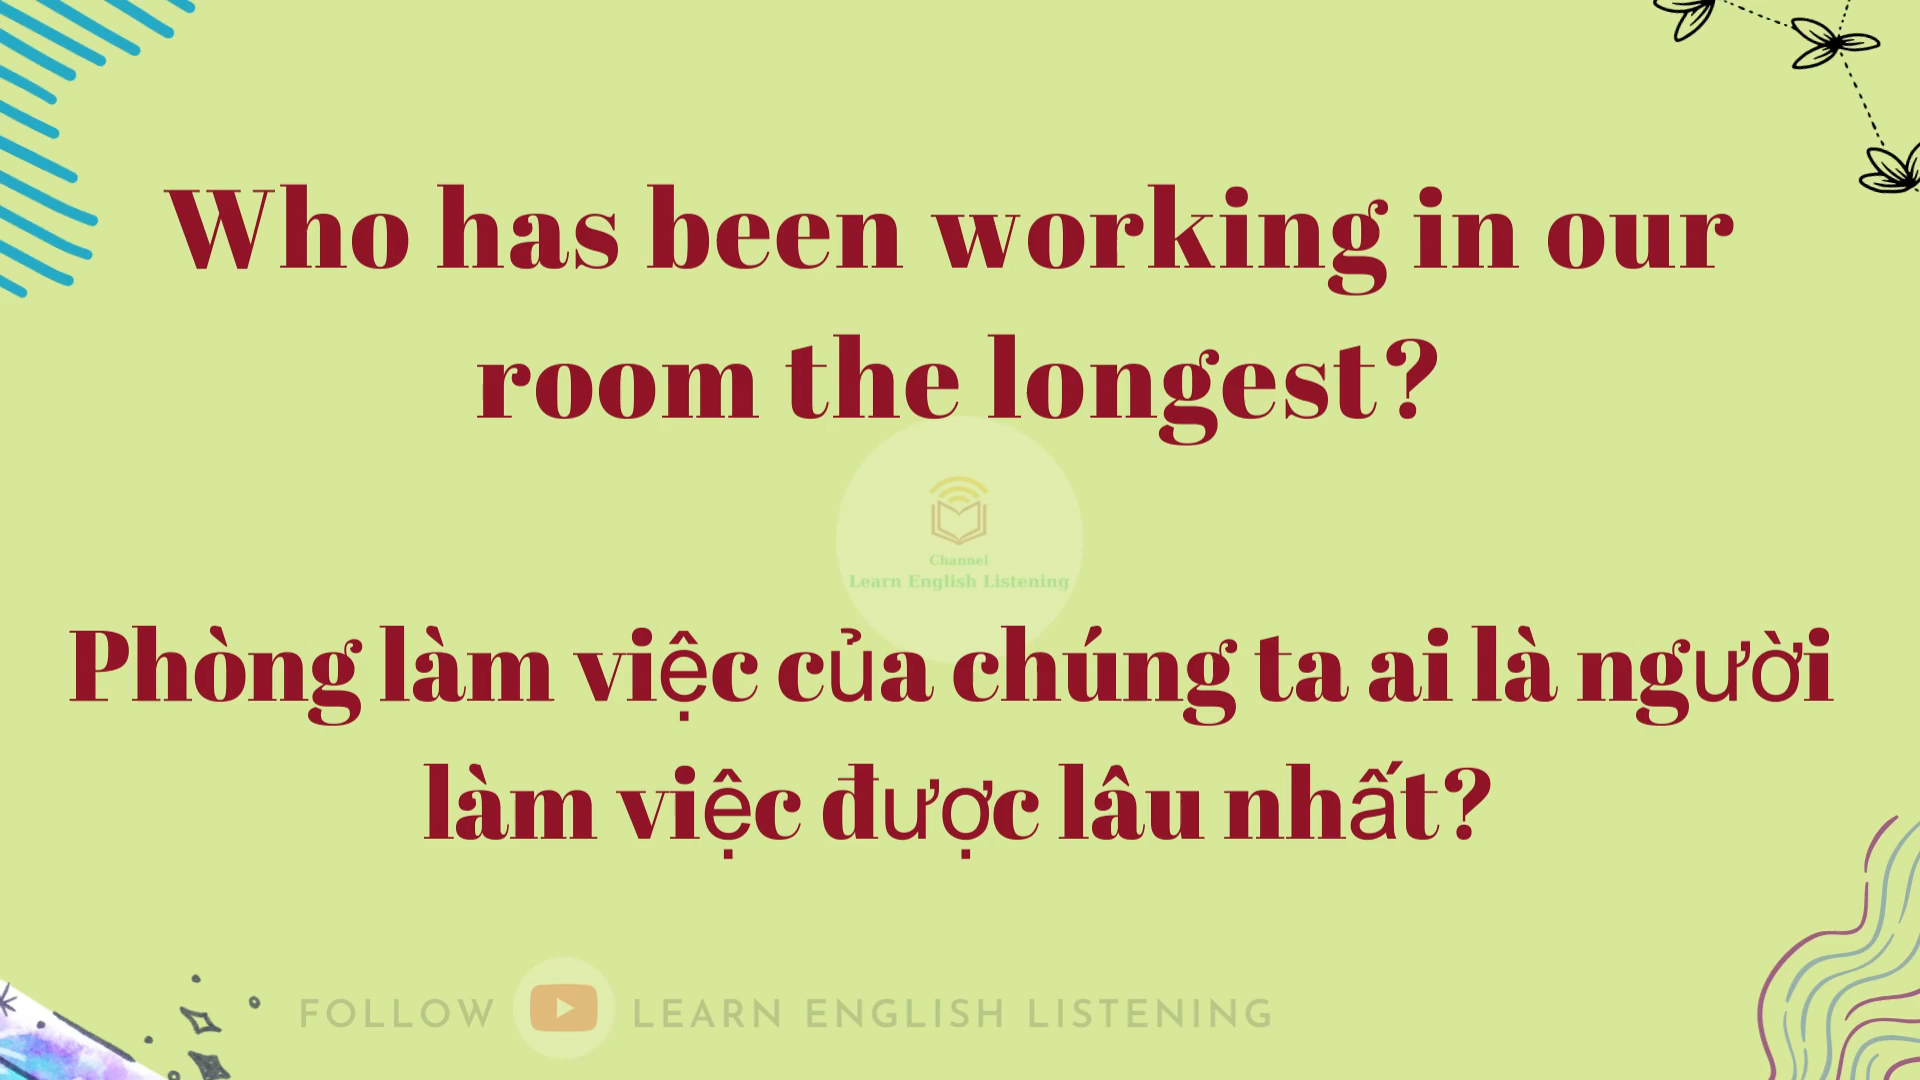 Who has been working in our
room the longest?
Channel
Learn English Listening
Phòng làm việc của chúng ta ai là người
làm việc được lâu nhất?
FOLLOW LEARN ENGLISH LISTENING